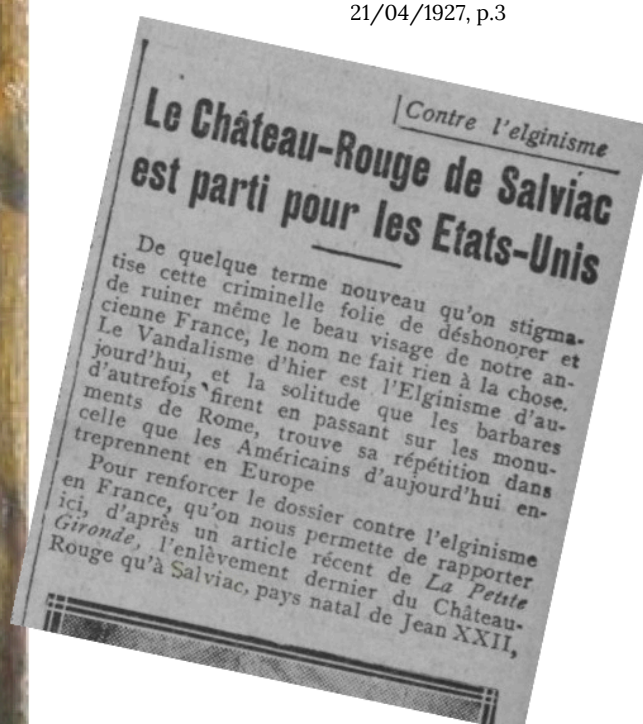 21/04/1927, p.3
Contre l'elginisme
Le Château-Rouge de Salviac
est parti pour les Etats-Unis
De quelque terme nouveau qu'on stigma-
tise cette criminelle folie de déshonorer et
de ruiner même le beau visage de notre an-
cienne France, le nom ne fait rien à la chose.
Le Vandalisme d'hier est l'Elginisme d'au-
jourd'hui, et la solitude que les barbares
d'autrefois firent en passant sur les monu-
ments de Rome, trouve sa répétition dans
celle que les Américains d'aujourd'hui en-
treprennent en Europe
Pour renforcer le dossier contre l'elginisme
en France, qu'on nous permette de rapporter
ici, d'après un article récent de La Petite
Gironde, l'enlèvement dernier du Château-
Rouge qu'à Salviac, pays natal de Jean XXII,